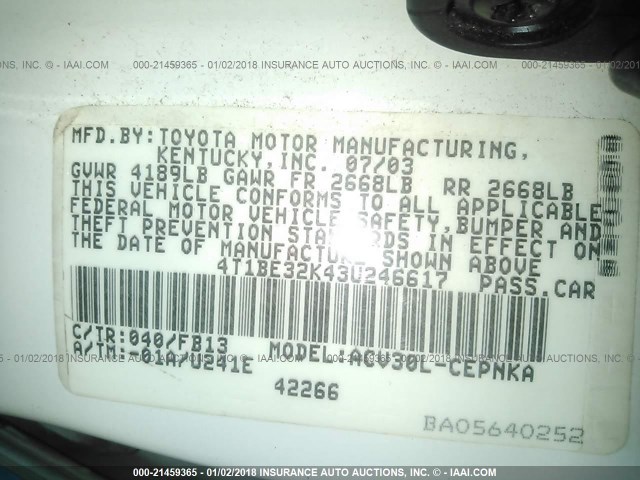 000-21459365 - 01/02/2018 INSURANCE AUTO AUCTIONS, INC. © - IAAI.COM
MFD.BY:TOYOTA MOTOR MANUFACTURING,
KENTUCKY,INC. 07/03
GVWR 4189LB GAWR FR 2668LB RR 2668LB
THIS VEHICLE CONFORMS TO ALL APPLICABLE
FEDERAL MOTOR VEHICLE SAFETY,BUMPER AND
THEFT PREVENTION STANDARDS IN EFFECT ON
THE DATE OF MANUFACTURE SHOWN ABOVE
4T1BE32K43U246617 PASS.CAR
C/TR:040/FB13 MODEL:ACV30L-CEPNKA
A/TM:-01A/U241E
42266
BA05640252
000-21459365 - 01/02/2018 INSURANCE AUTO AUCTIONS, INC. © - IAAI.COM